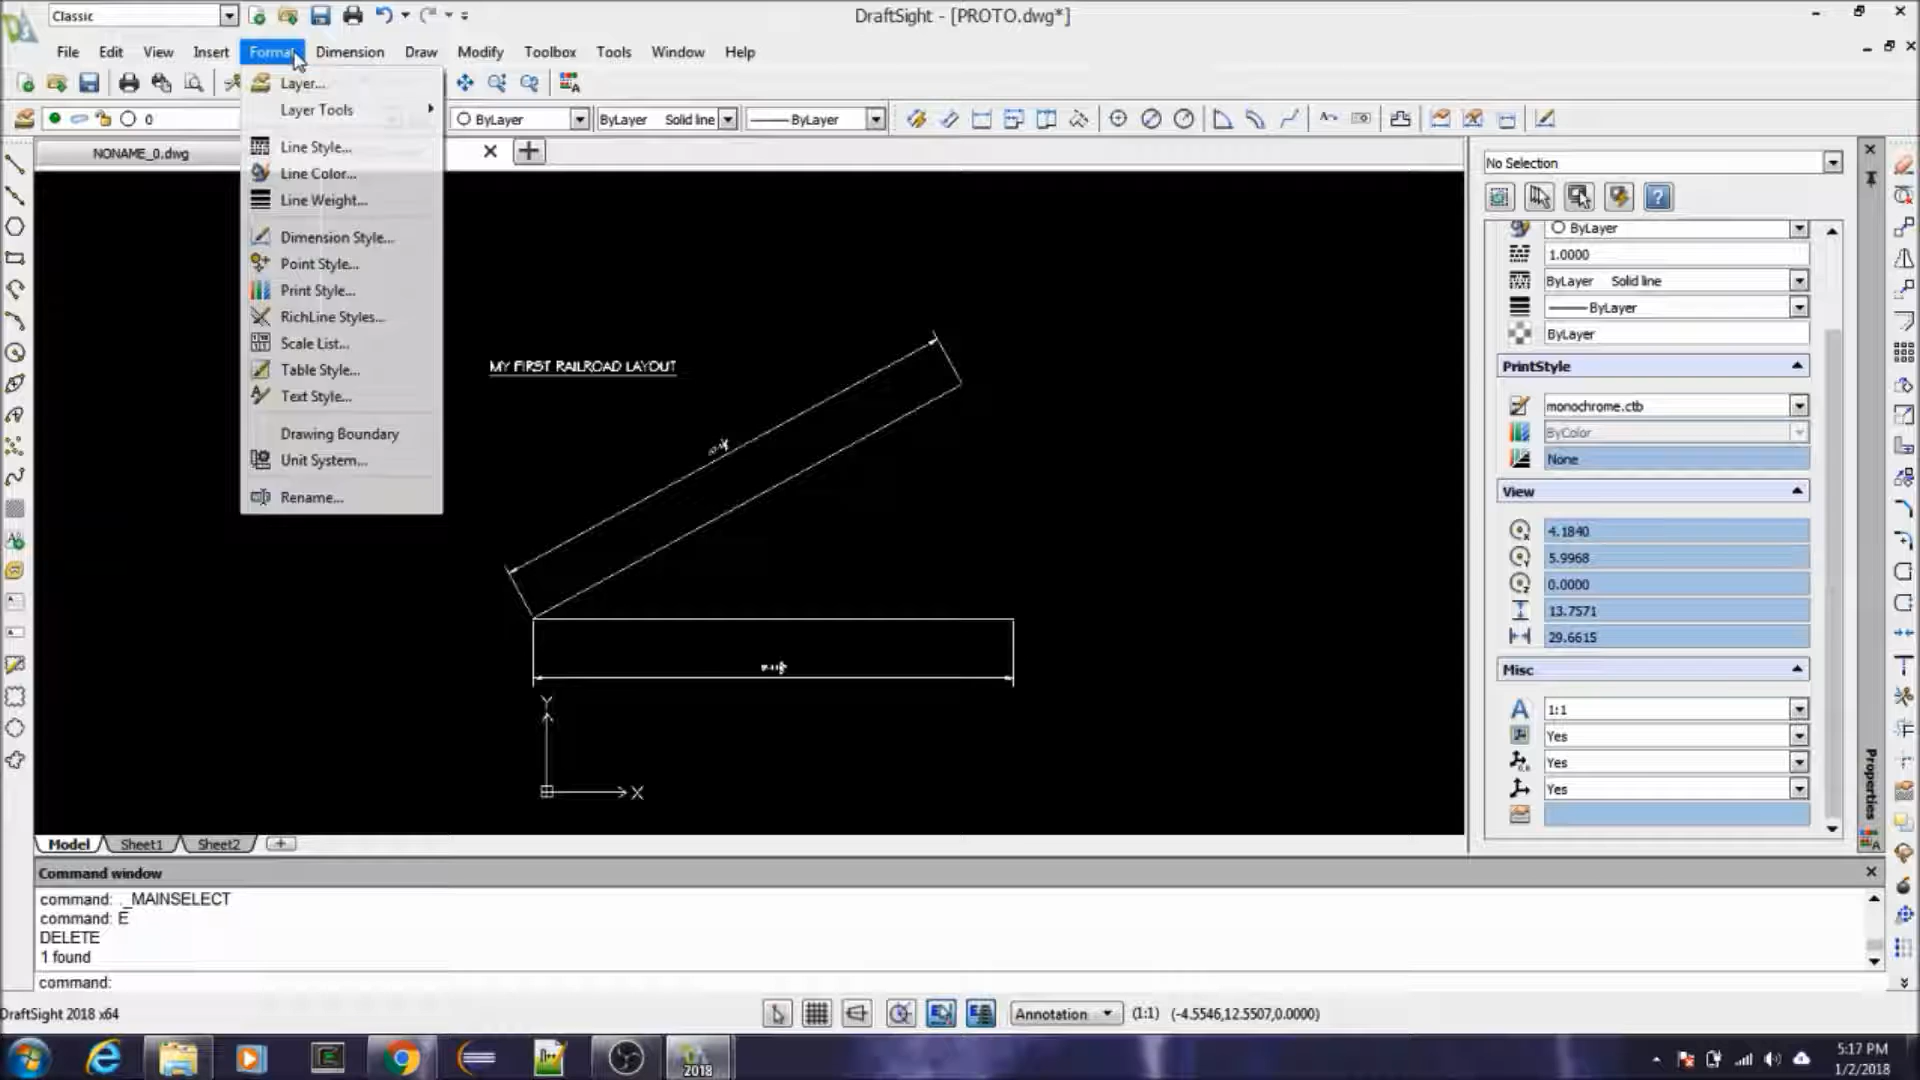 Classic
DraftSight - [PROTO.dwg*]
File Edit View Insert Format Dimension Draw Modify Toolbox Tools Window Help
Layer...
Layer Tools
0
ByLayer
ByLayer Solid line
ByLayer
NONAME_0.dwg
Line Style...
Line Color...
Line Weight...
Dimension Style...
Point Style...
Print Style...
RichLine Styles...
Scale List...
Table Style...
Text Style...
Drawing Boundary
Unit System...
Rename...
MY FIRST RAILROAD LAYOUT
Y
X
No Selection
ByLayer
1.0000
ByLayer Solid line
ByLayer
ByLayer
PrintStyle
monochrome.ctb
ByColor
None
View
4.1840
5.9968
0.0000
13.7571
29.6615
Misc
1:1
Yes
Yes
Yes
Properties
Model Sheet1 Sheet2
Command window
command: ._MAINSELECT
command: E
DELETE
1 found
command:
DraftSight 2018 x64
Annotation (1:1) (-4.5546,12.5507,0.0000)
2018
5:17 PM
1/2/2018